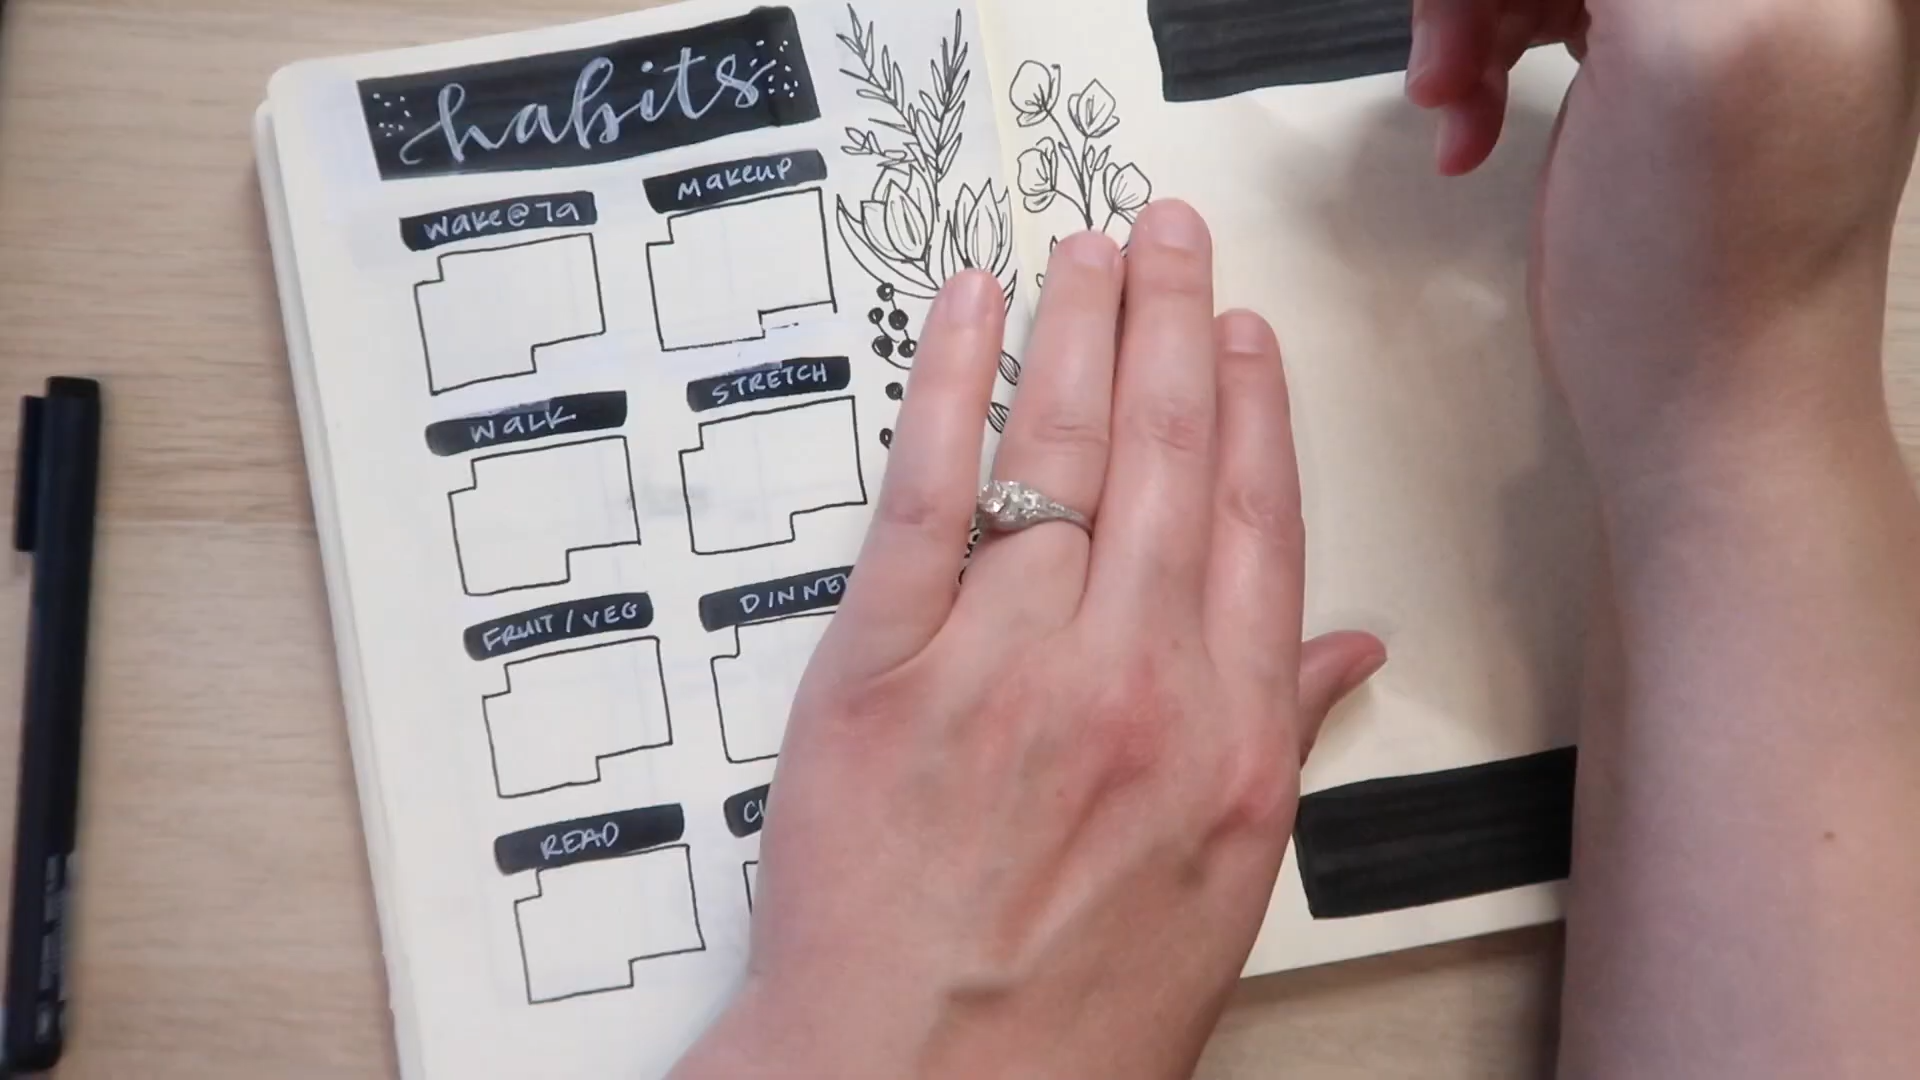 habits
wake@7a
makeup
walk
STRETCH
FRUIT/VEG
READ